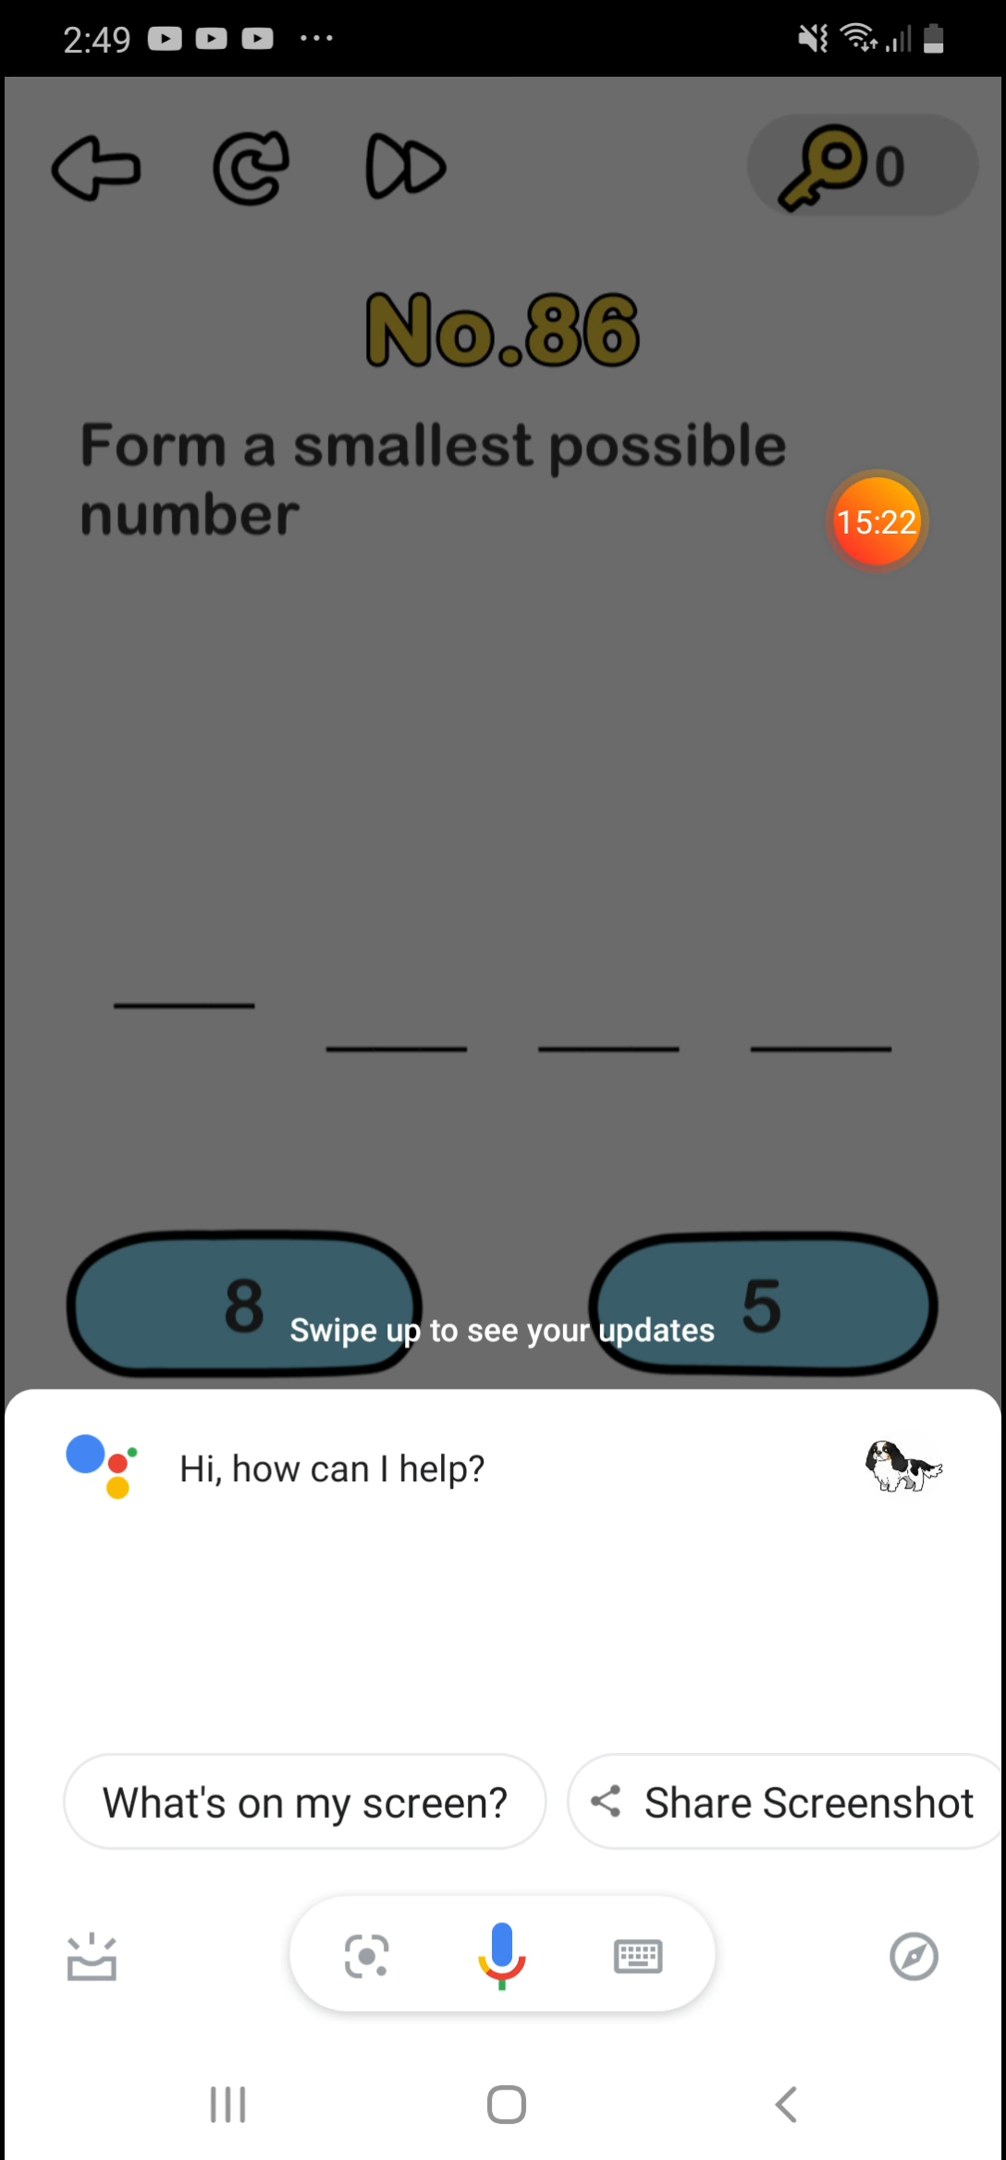 2:49
0
No.86
Form a smallest possible
number
15:22
8
5
Swipe up to see your updates
Hi, how can I help?
What's on my screen?
Share Screenshot